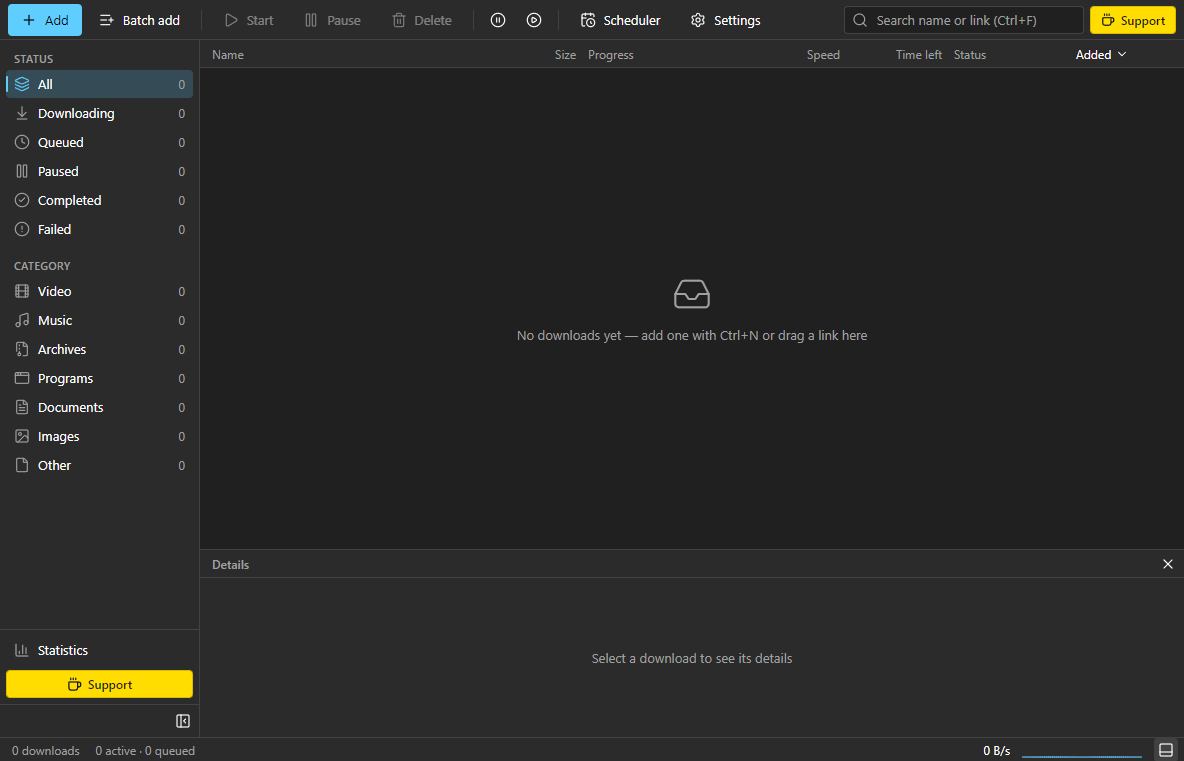 Add
Batch add
Start
Pause
Delete
Scheduler
Settings
Search name or link (Ctrl+F)
Support
STATUS
All 0
Downloading 0
Queued 0
Paused 0
Completed 0
Failed 0
CATEGORY
Video 0
Music 0
Archives 0
Programs 0
Documents 0
Images 0
Other 0
Statistics
Support
Name Size Progress Speed Time left Status Added
No downloads yet — add one with Ctrl+N or drag a link here
Details
Select a download to see its details
0 downloads 0 active · 0 queued 0 B/s